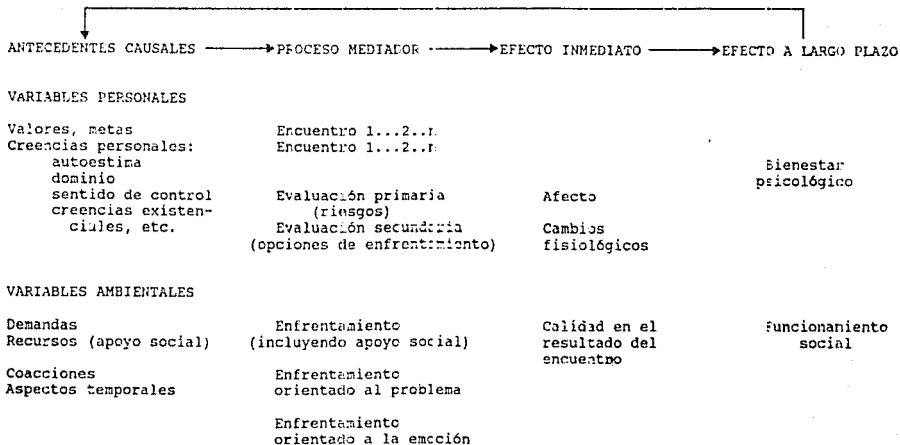 ANTECEDENTES CAUSALES → PROCESO MEDIADOR → EFECTO INMEDIATO → EFECTO A LARGO PLAZO
VARIABLES PERSONALES
Valores, metas Encuentro 1...2..n
Creencias personales: Encuentro 1...2..n
autoestima Bienestar
dominio psicológico
sentido de control Evaluación primaria Afecto
creencias existen- (riesgos)
ciales, etc. Evaluación secundaria Cambios
(opciones de enfrentamiento) fisiológicos
VARIABLES AMBIENTALES
Demandas Enfrentamiento Calidad en el Funcionamiento
Recursos (apoyo social) (incluyendo apoyo social) resultado del social
encuentro
Coacciones Enfrentamiento
Aspectos temporales orientado al problema
Enfrentamiento
orientado a la emoción